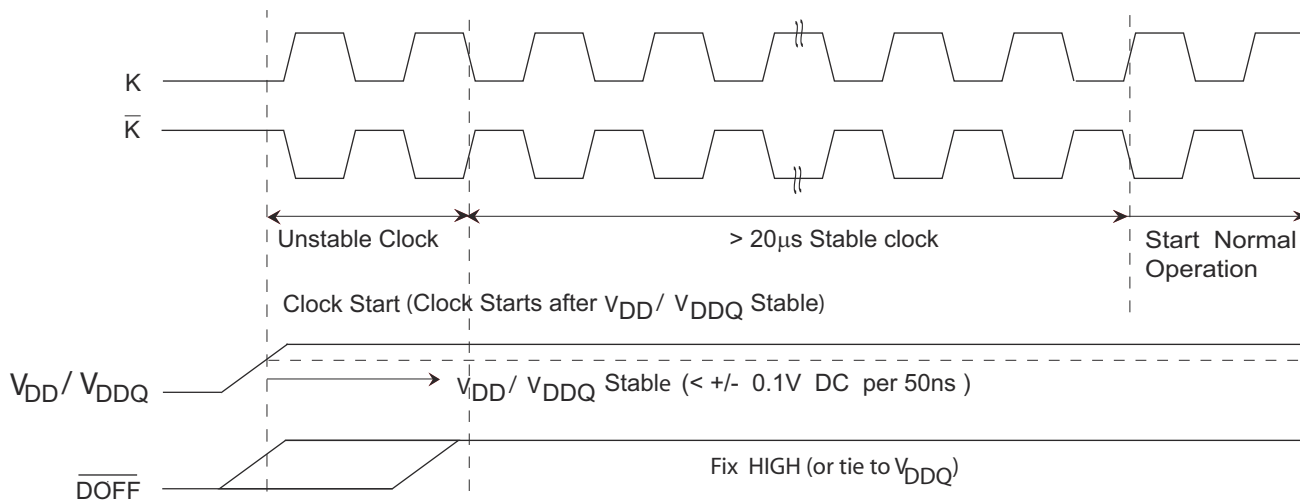 K
K̅
Unstable Clock
> 20μs Stable clock
Start Normal
Operation
Clock Start (Clock Starts after VDD / VDDQ Stable)
VDD / VDDQ
VDD / VDDQ Stable (< +/- 0.1V DC per 50ns )
Fix HIGH (or tie to VDDQ)
D̅O̅F̅F̅